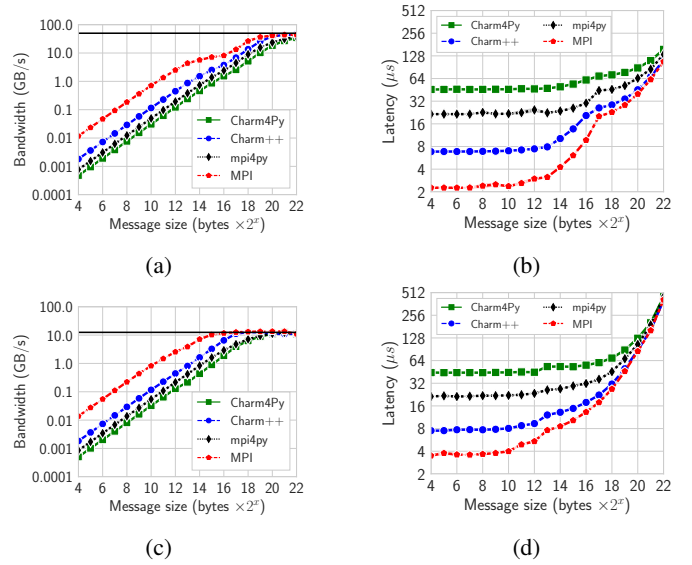 100.0
10.0
1.0
0.1
0.01
0.001
0.0001
Bandwidth (GB/s)
Charm4Py
Charm++
mpi4py
MPI
4 6 8 10 12 14 16 18 20 22
Message size (bytes ×2^x)
(a)
512
256
128
64
32
16
8
4
2
Latency (μs)
Charm4Py mpi4py
Charm++ MPI
4 6 8 10 12 14 16 18 20 22
Message size (bytes ×2^x)
(b)
100.0
10.0
1.0
0.1
0.01
0.001
0.0001
Bandwidth (GB/s)
Charm4Py
Charm++
mpi4py
MPI
4 6 8 10 12 14 16 18 20 22
Message size (bytes ×2^x)
(c)
512
256
128
64
32
16
8
4
2
Latency (μs)
Charm4Py mpi4py
Charm++ MPI
4 6 8 10 12 14 16 18 20 22
Message size (bytes ×2^x)
(d)